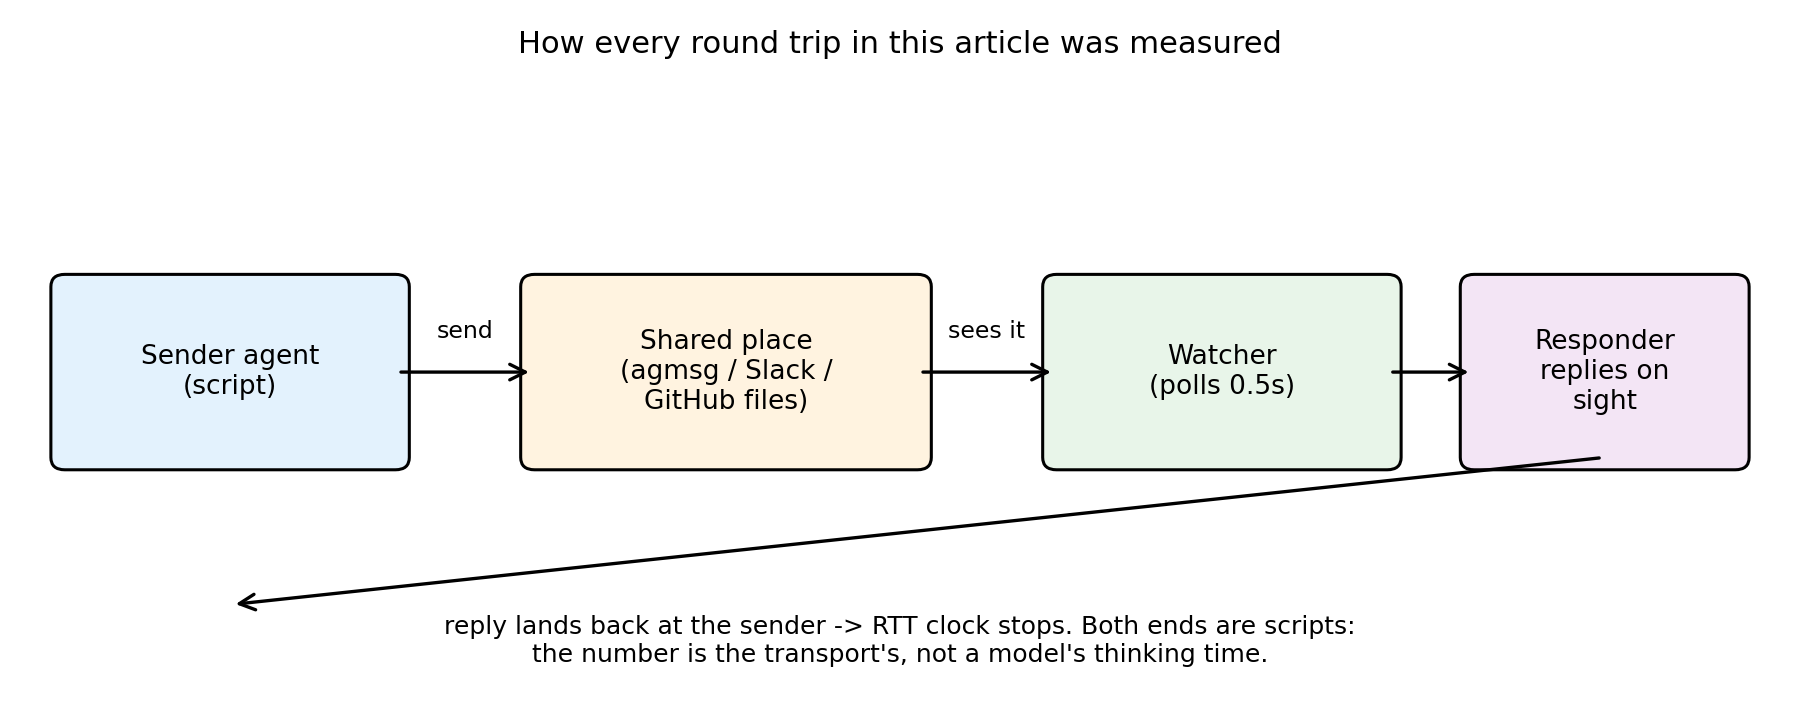 How every round trip in this article was measured
Sender agent
(script)
send
Shared place
(agmsg / Slack /
GitHub files)
sees it
Watcher
(polls 0.5s)
Responder
replies on
sight
reply lands back at the sender -> RTT clock stops. Both ends are scripts:
the number is the transport's, not a model's thinking time.